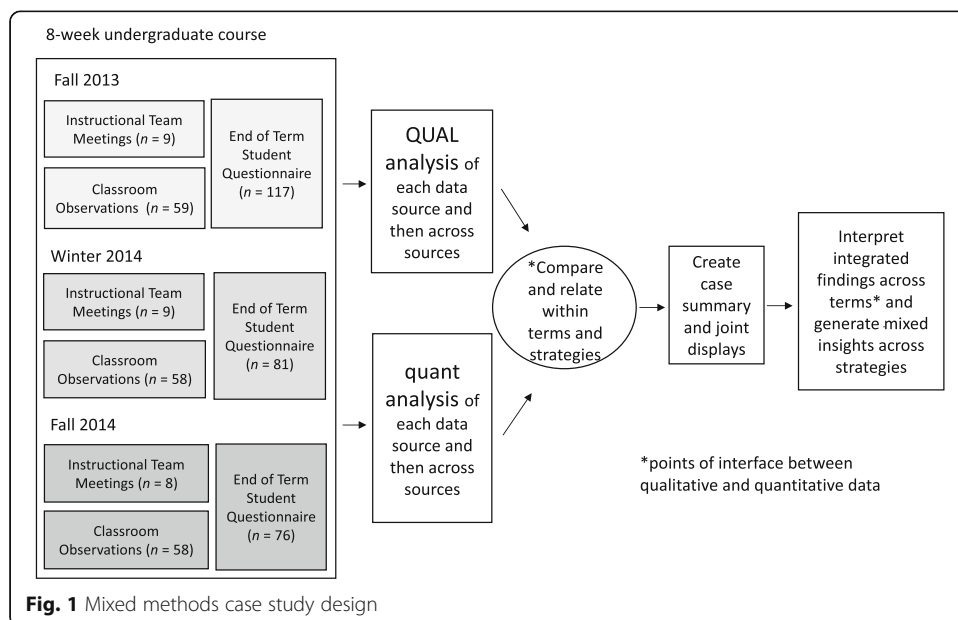 8-week undergraduate course
Fall 2013
Instructional Team
Meetings (n = 9)
Classroom
Observations (n = 59)
End of Term
Student
Questionnaire
(n = 117)
Winter 2014
Instructional Team
Meetings (n = 9)
Classroom
Observations (n = 58)
End of Term
Student
Questionnaire
(n = 81)
Fall 2014
Instructional Team
Meetings (n = 8)
Classroom
Observations (n = 58)
End of Term
Student
Questionnaire
(n = 76)
QUAL
analysis of
each data
source and
then across
sources
quant
analysis of
each data
source and
then across
sources
*Compare
and relate
within
terms and
strategies
Create
case
summary
and joint
displays
Interpret
integrated
findings across
terms* and
generate mixed
insights across
strategies
*points of interface between
qualitative and quantitative data
Fig. 1 Mixed methods case study design